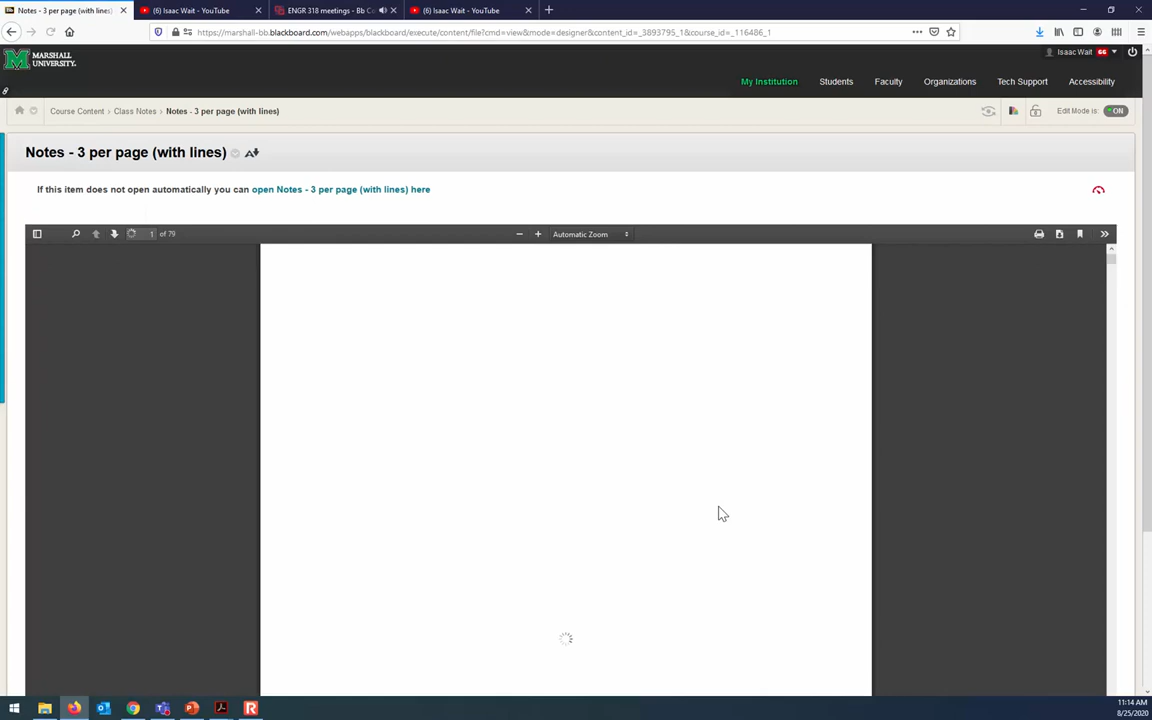 Notes - 3 per page (with lines)
(6) Isaac Wait - YouTube
ENGR 318 meetings - Bb Co
(6) Isaac Wait - YouTube
https://marshall-bb.blackboard.com/webapps/blackboard/execute/content/file?cmd=view&mode=designer&content_id=_3893795_1&course_id=_116486_1
MARSHALL UNIVERSITY.
Isaac Wait 66
My Institution Students Faculty Organizations Tech Support Accessibility
Course Content > Class Notes > Notes - 3 per page (with lines)
Edit Mode is: ON
Notes - 3 per page (with lines)
If this item does not open automatically you can open Notes - 3 per page (with lines) here
1 of 79
Automatic Zoom
11:14 AM
8/25/2020